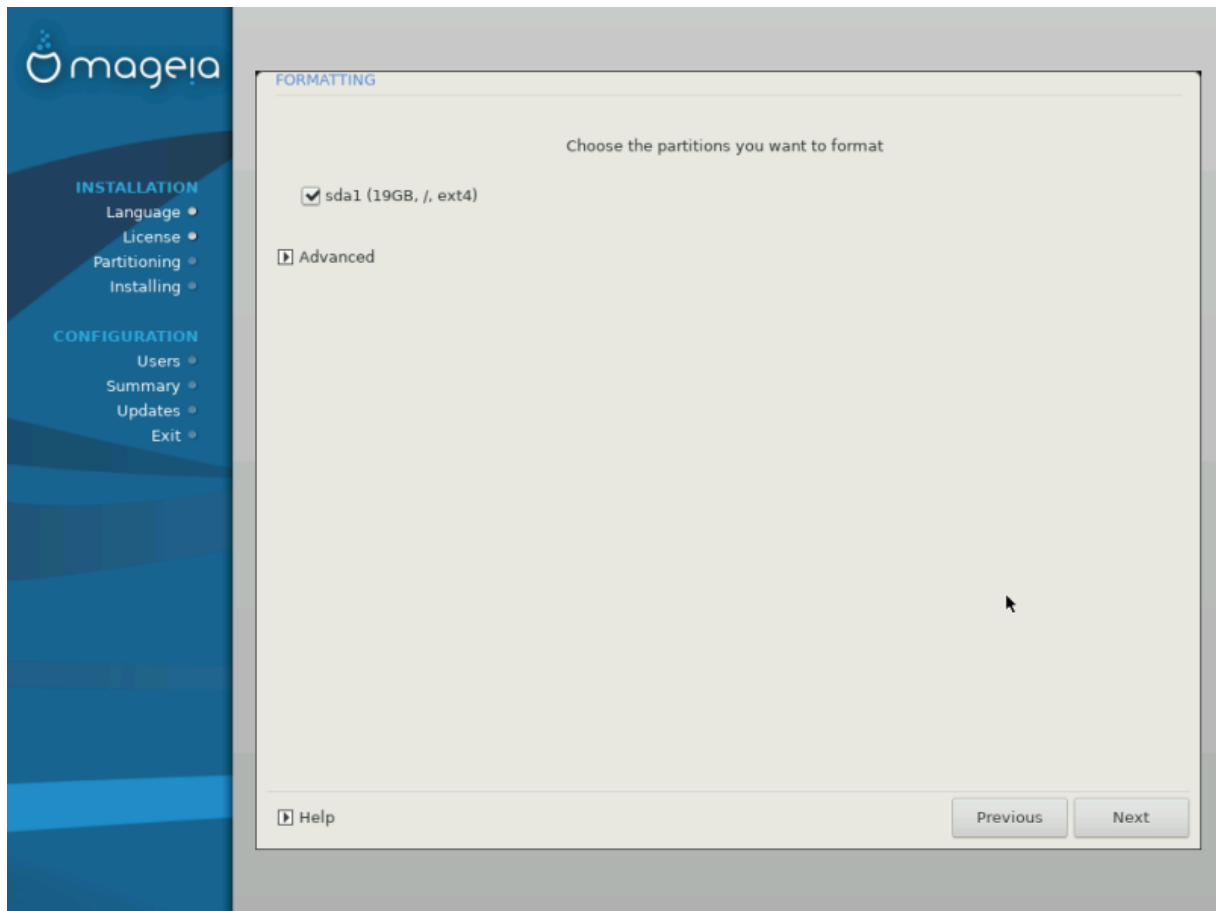 mageia
INSTALLATION
Language
License
Partitioning
Installing
CONFIGURATION
Users
Summary
Updates
Exit
FORMATTING
Choose the partitions you want to format
sda1 (19GB, /, ext4)
Advanced
Help
Previous
Next